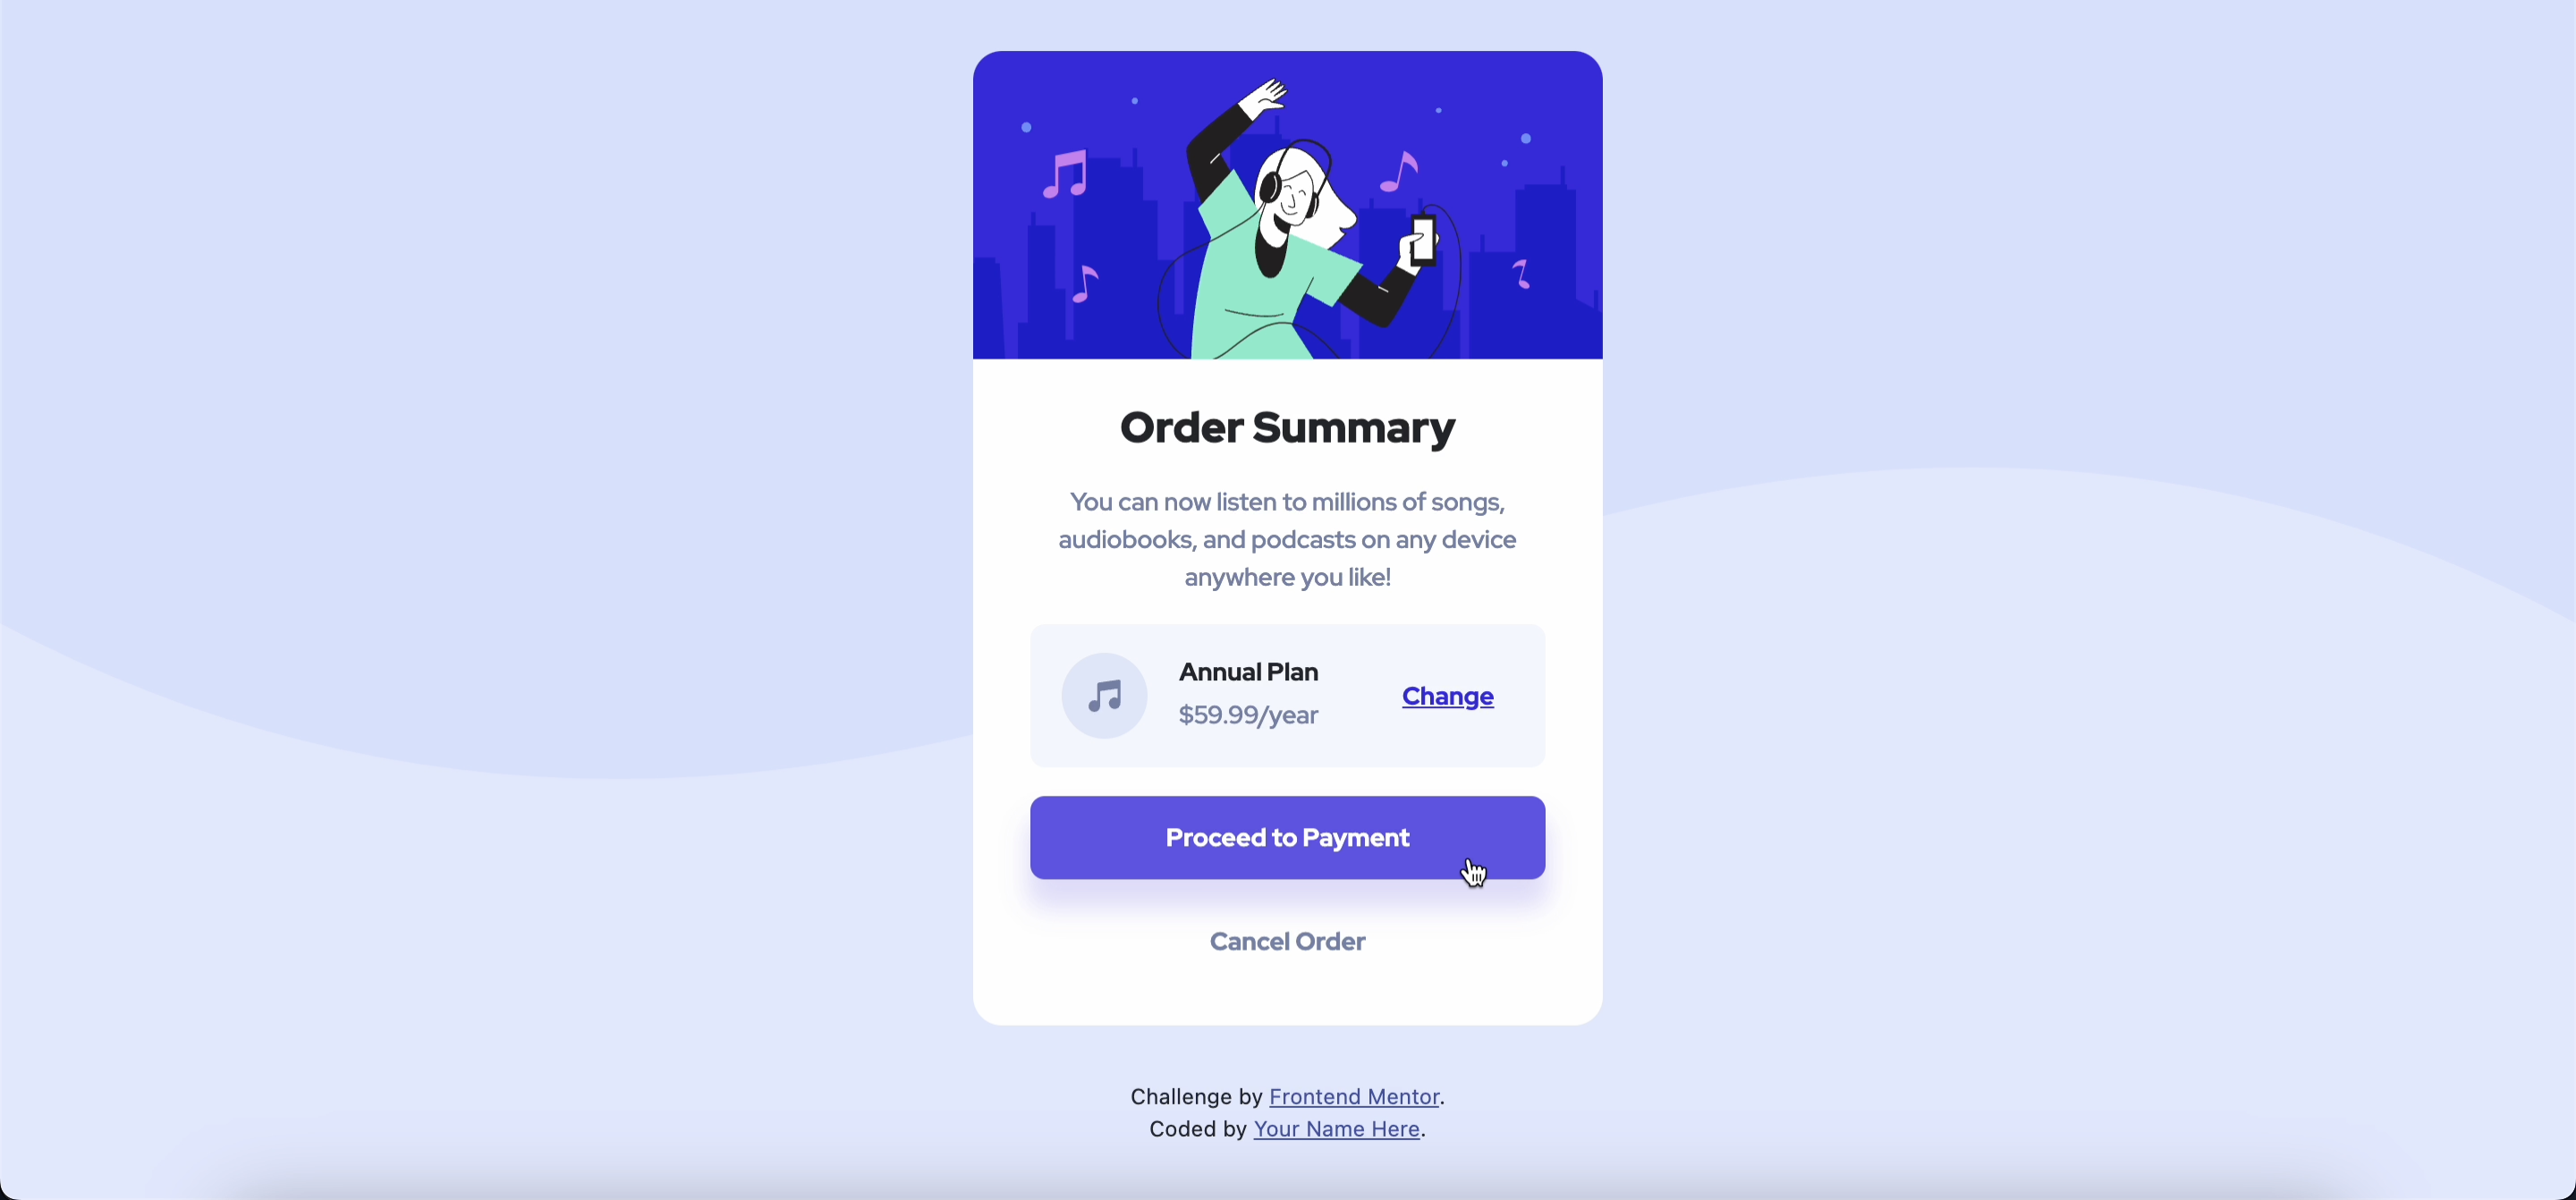 Order Summary
You can now listen to millions of songs,
audiobooks, and podcasts on any device
anywhere you like!
Annual Plan
$59.99/year
Change
Proceed to Payment
Cancel Order
Challenge by Frontend Mentor.
Coded by Your Name Here.